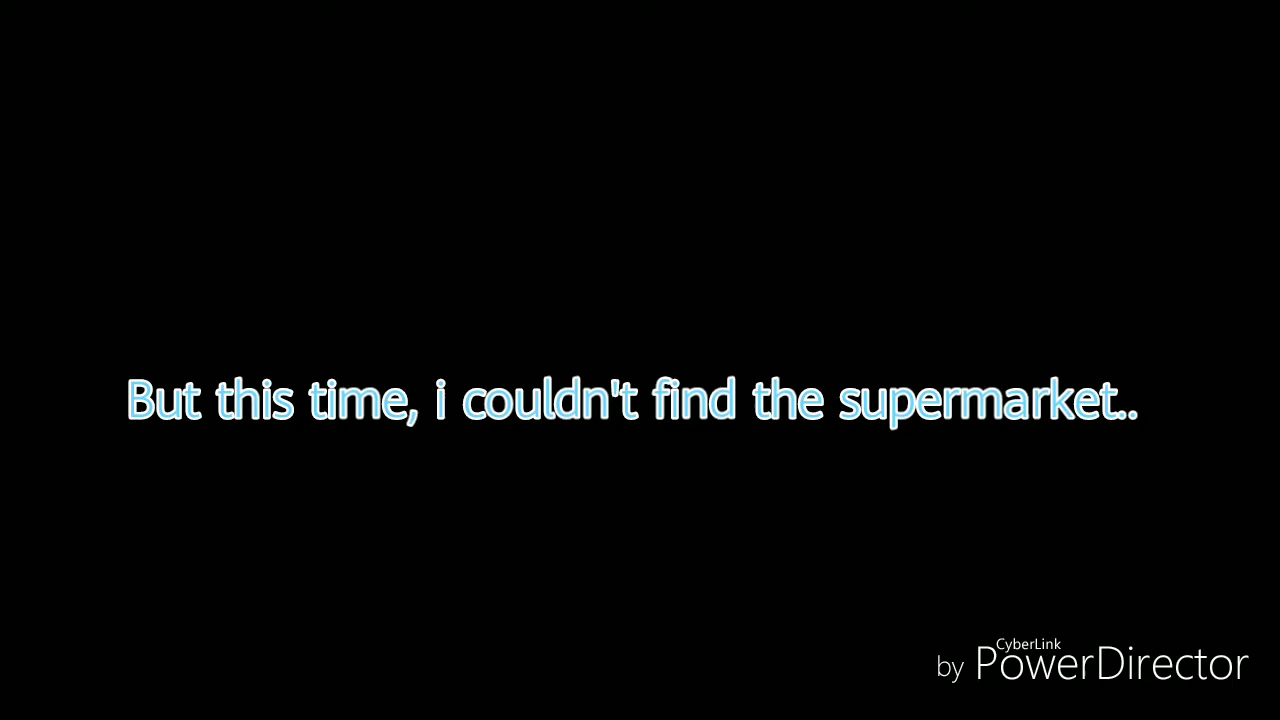 But this time, i couldn't find the supermarket..
CyberLink
by PowerDirector